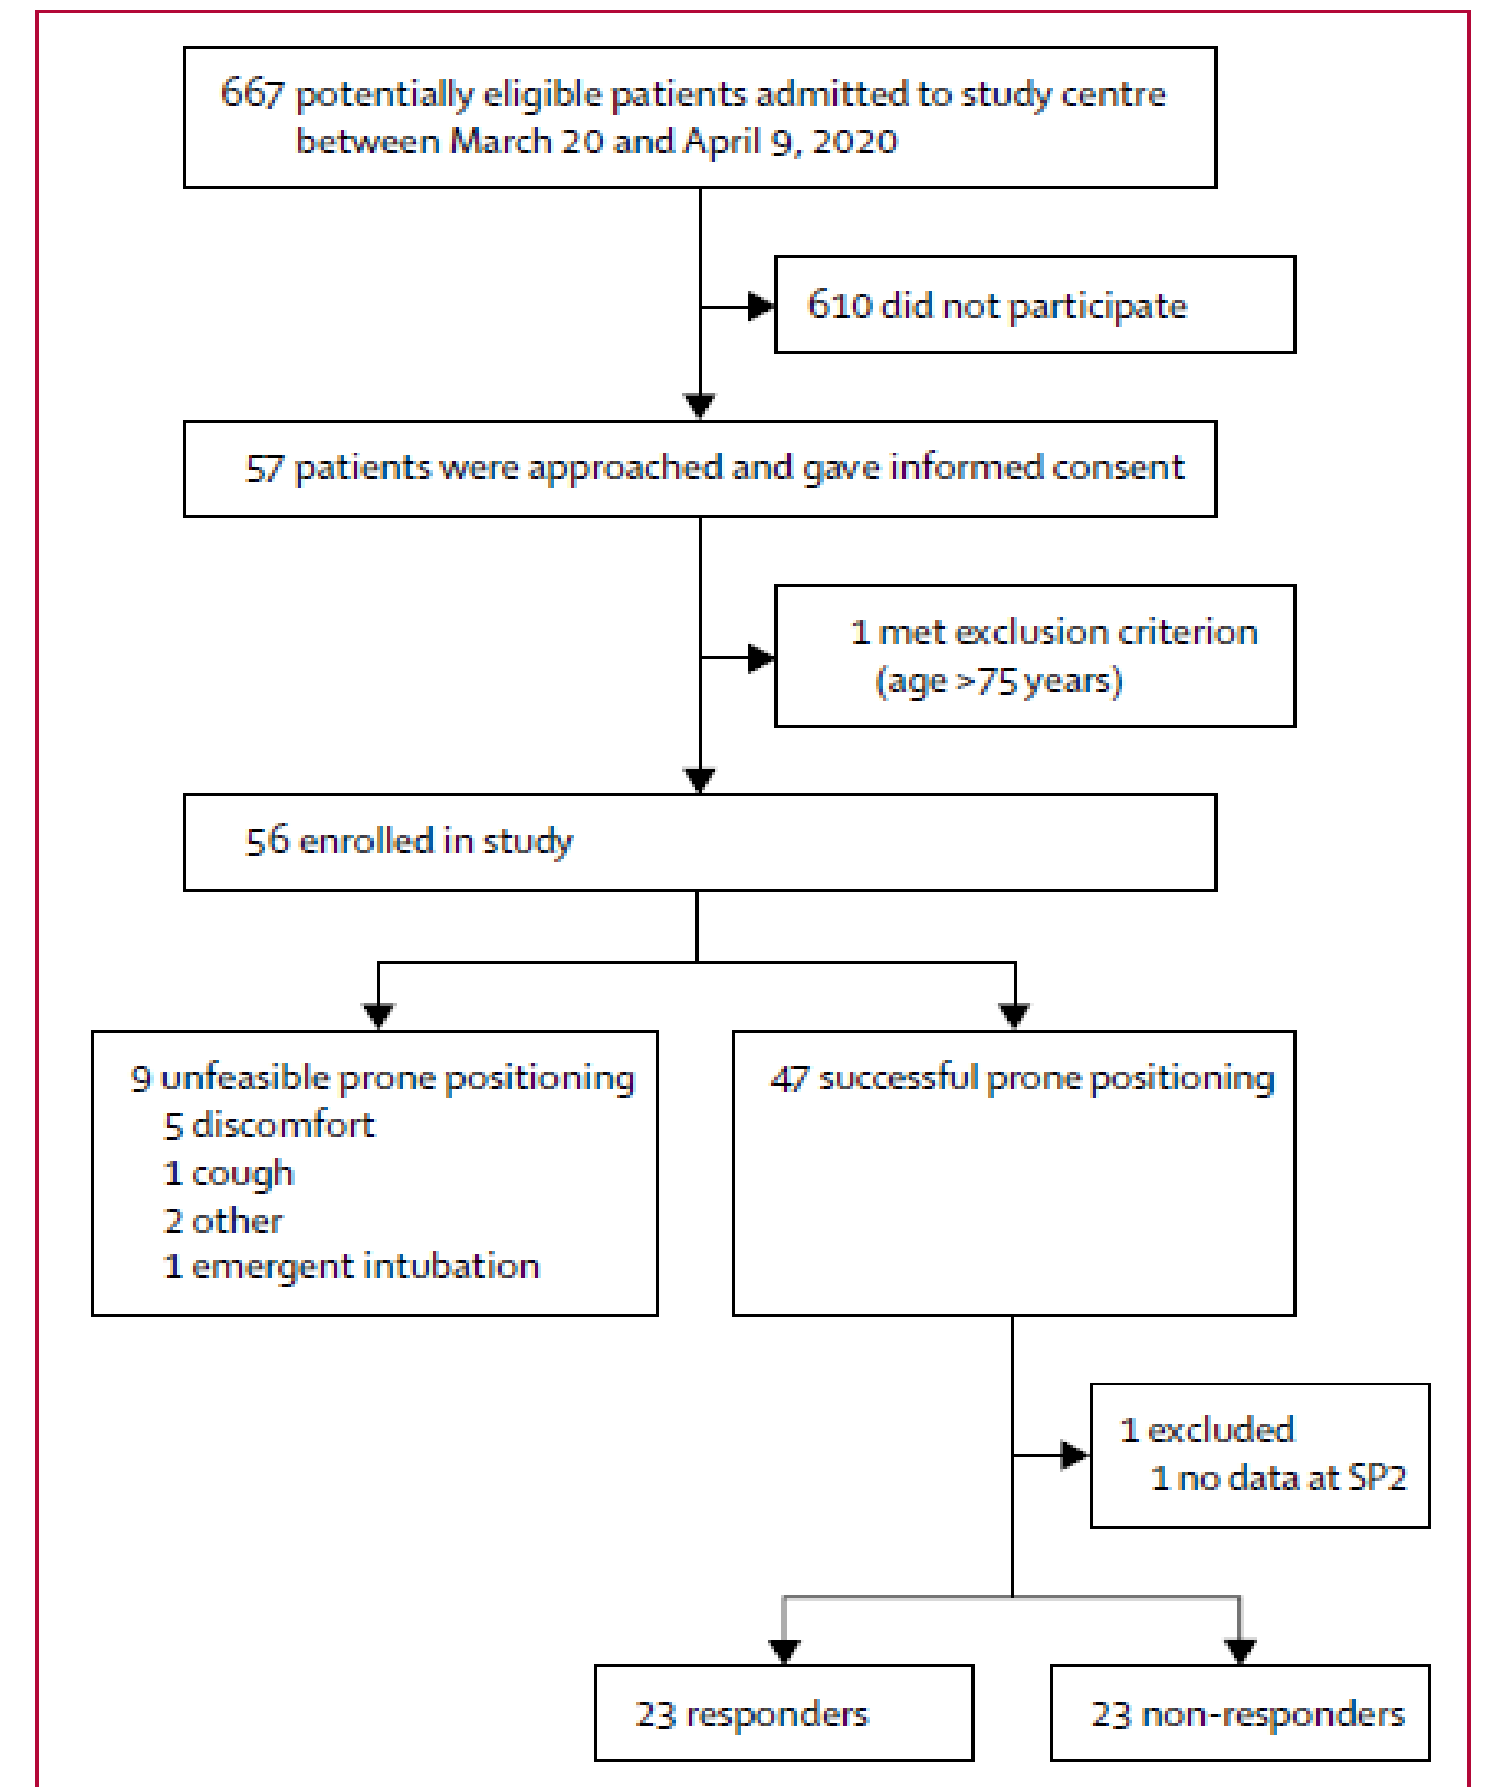 667 potentially eligible patients admitted to study centre
between March 20 and April 9, 2020
610 did not participate
57 patients were approached and gave informed consent
1 met exclusion criterion
(age >75 years)
56 enrolled in study
9 unfeasible prone positioning
5 discomfort
1 cough
2 other
1 emergent intubation
47 successful prone positioning
1 excluded
1 no data at SP2
23 responders
23 non-responders